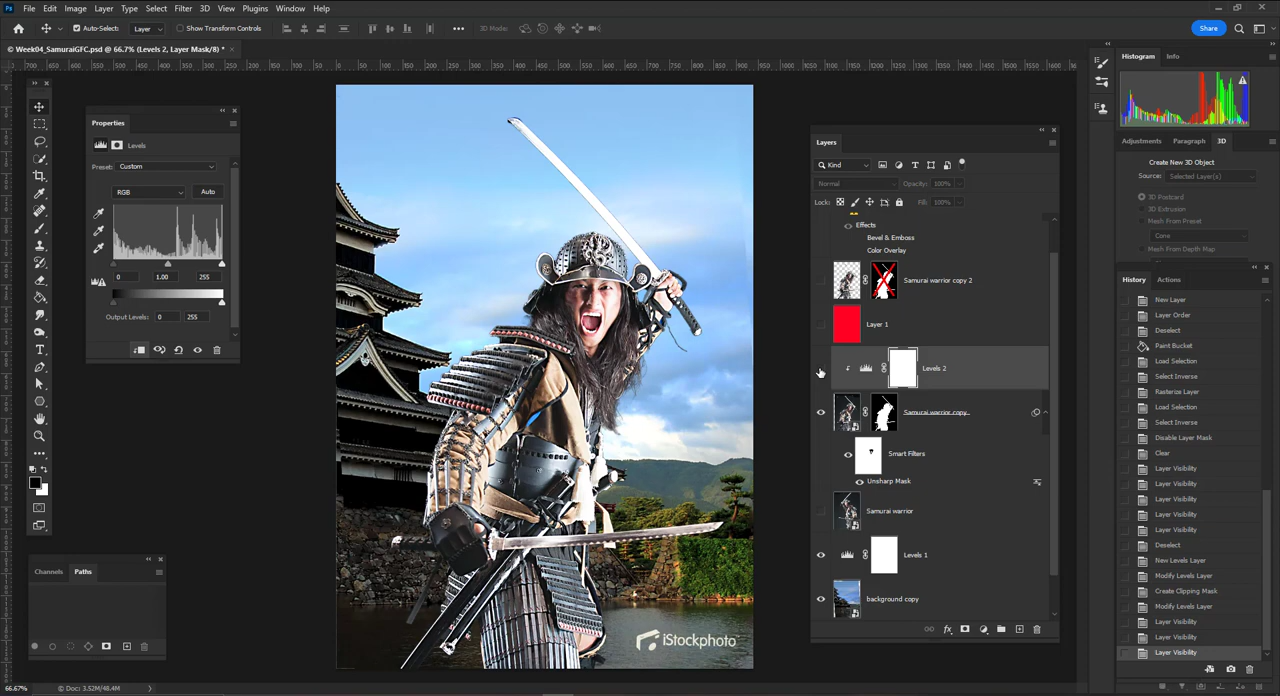 Ps File Edit Image Layer Type Select Filter 3D View Plugins Window Help
Auto-Select: Layer Show Transform Controls 3D Mode: Share
© Week04_SamuraiGFC.psd @ 66.7% (Levels 2, Layer Mask/8) *
Properties
Levels
Preset: Custom
RGB Auto
0 1.00 255
Output Levels: 0 255
Channels Paths
iStockphoto
Layers
Kind
Normal Opacity: 100%
Lock: Fill: 100%
Effects
Bevel & Emboss
Color Overlay
Samurai warrior copy 2
Layer 1
Levels 2
Samurai warrior copy
Smart Filters
Unsharp Mask
Samurai warrior
Levels 1
background copy
Histogram Info
Adjustments Paragraph 3D
Create New 3D Object
Source: Selected Layer(s)
3D Postcard
3D Extrusion
Mesh From Preset
Cone
Mesh From Depth Map
History Actions
New Layer
Layer Order
Deselect
Paint Bucket
Load Selection
Select Inverse
Rasterize Layer
Load Selection
Select Inverse
Disable Layer Mask
Clear
Layer Visibility
Layer Visibility
Layer Visibility
Layer Visibility
Layer Visibility
Deselect
New Levels Layer
Modify Levels Layer
Create Clipping Mask
Modify Levels Layer
Layer Visibility
Layer Visibility
Layer Visibility
66.67% © Doc: 3.52M/48.4M